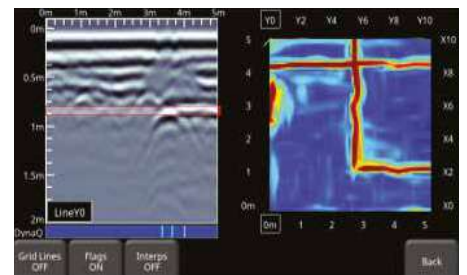 0m 1m 2m 3m 4m 5m
0m
0.5m
1m
1.5m
2m
LineY0
DynaQ
Y0 Y2 Y4 Y6 Y8 Y10
5
4
3
2
1
0m
X10
X8
X6
X4
X2
X0
0m 1 2 3 4 5
Grid Lines
OFF
Flags
ON
Interps
OFF
Back